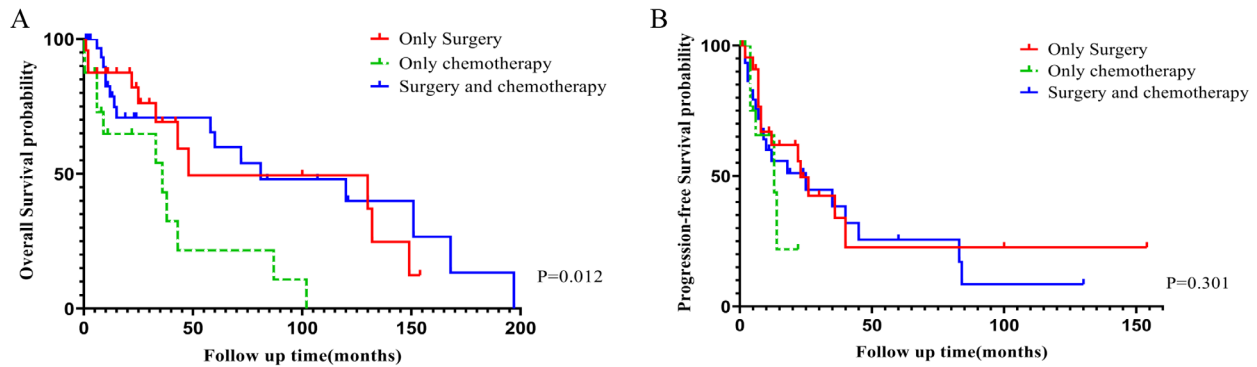 A
Overall Survival probability
100
50
0
0
50
100
150
200
Follow up time(months)
Only Surgery
Only chemotherapy
Surgery and chemotherapy
P=0.012
B
Progression-free Survival probability
100
50
0
0
50
100
150
Follow up time(months)
Only Surgery
Only chemotherapy
Surgery and chemotherapy
P=0.301